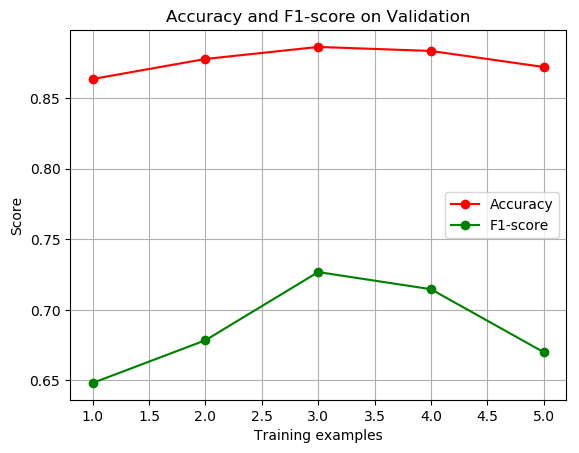 Accuracy and F1-score on Validation
Score
0.85
0.80
0.75
0.70
0.65
Accuracy
F1-score
1.0 1.5 2.0 2.5 3.0 3.5 4.0 4.5 5.0
Training examples